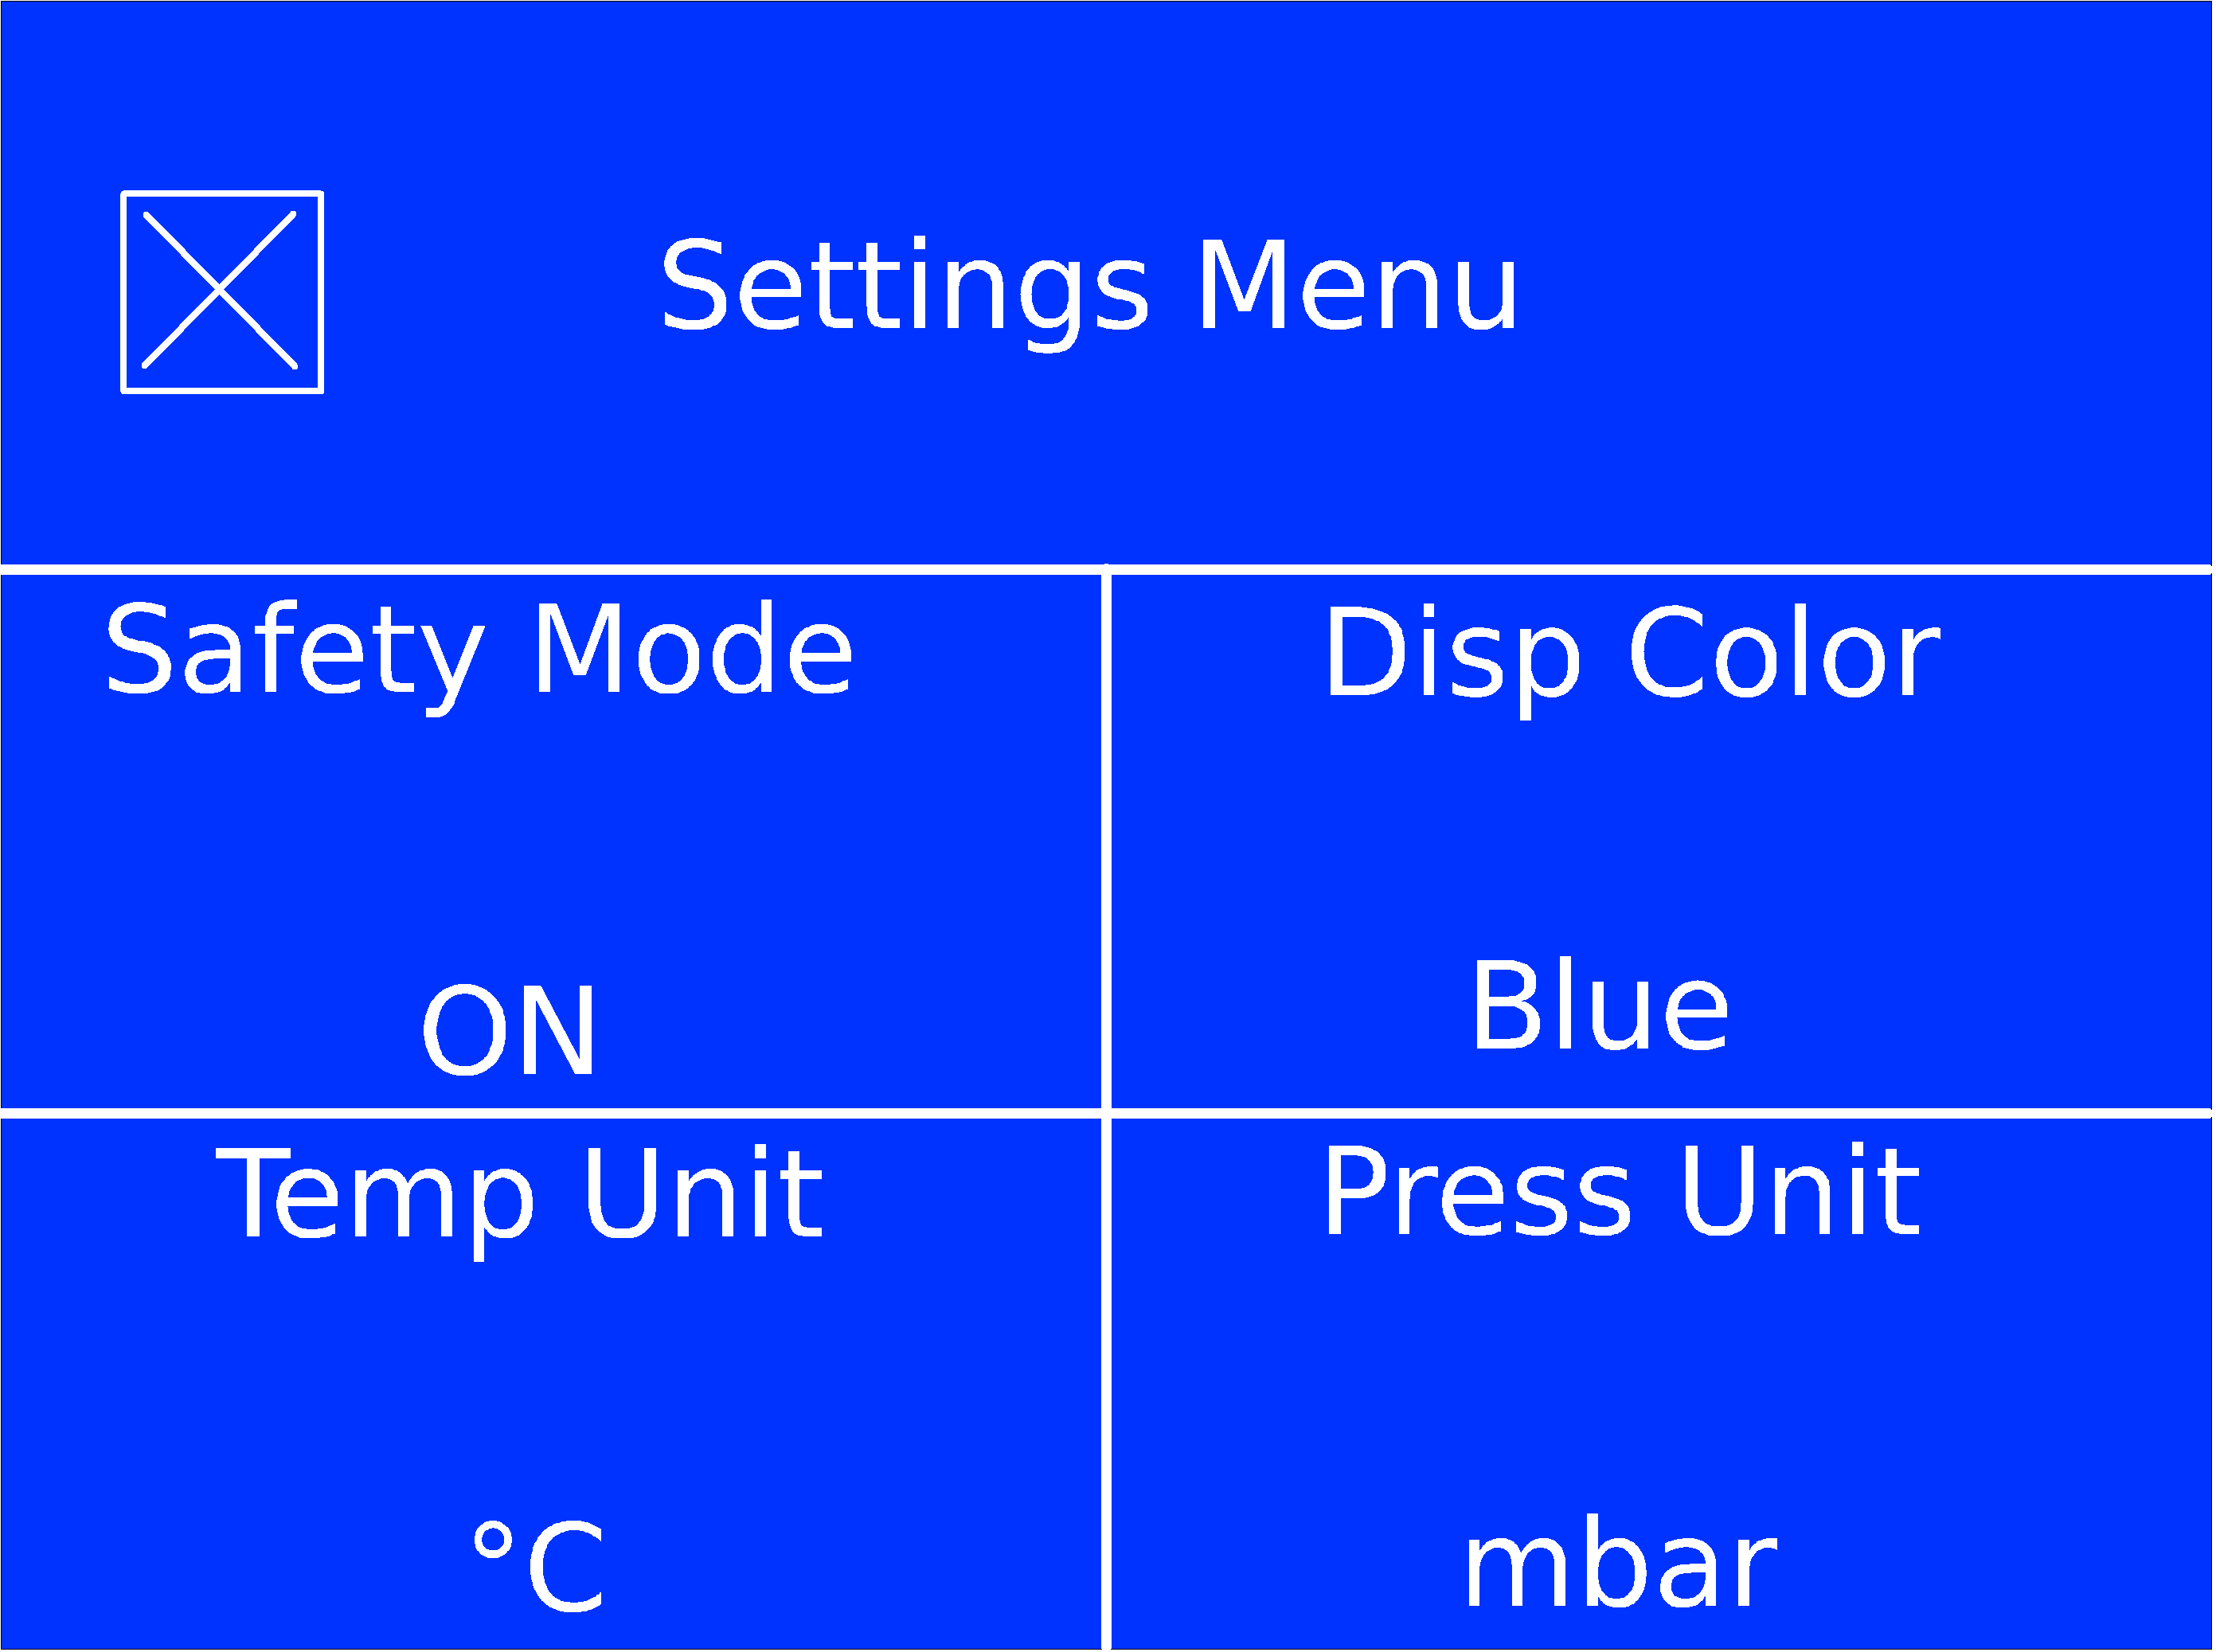 Settings Menu
Safety Mode
ON
Disp Color
Blue
Temp Unit
°C
Press Unit
mbar